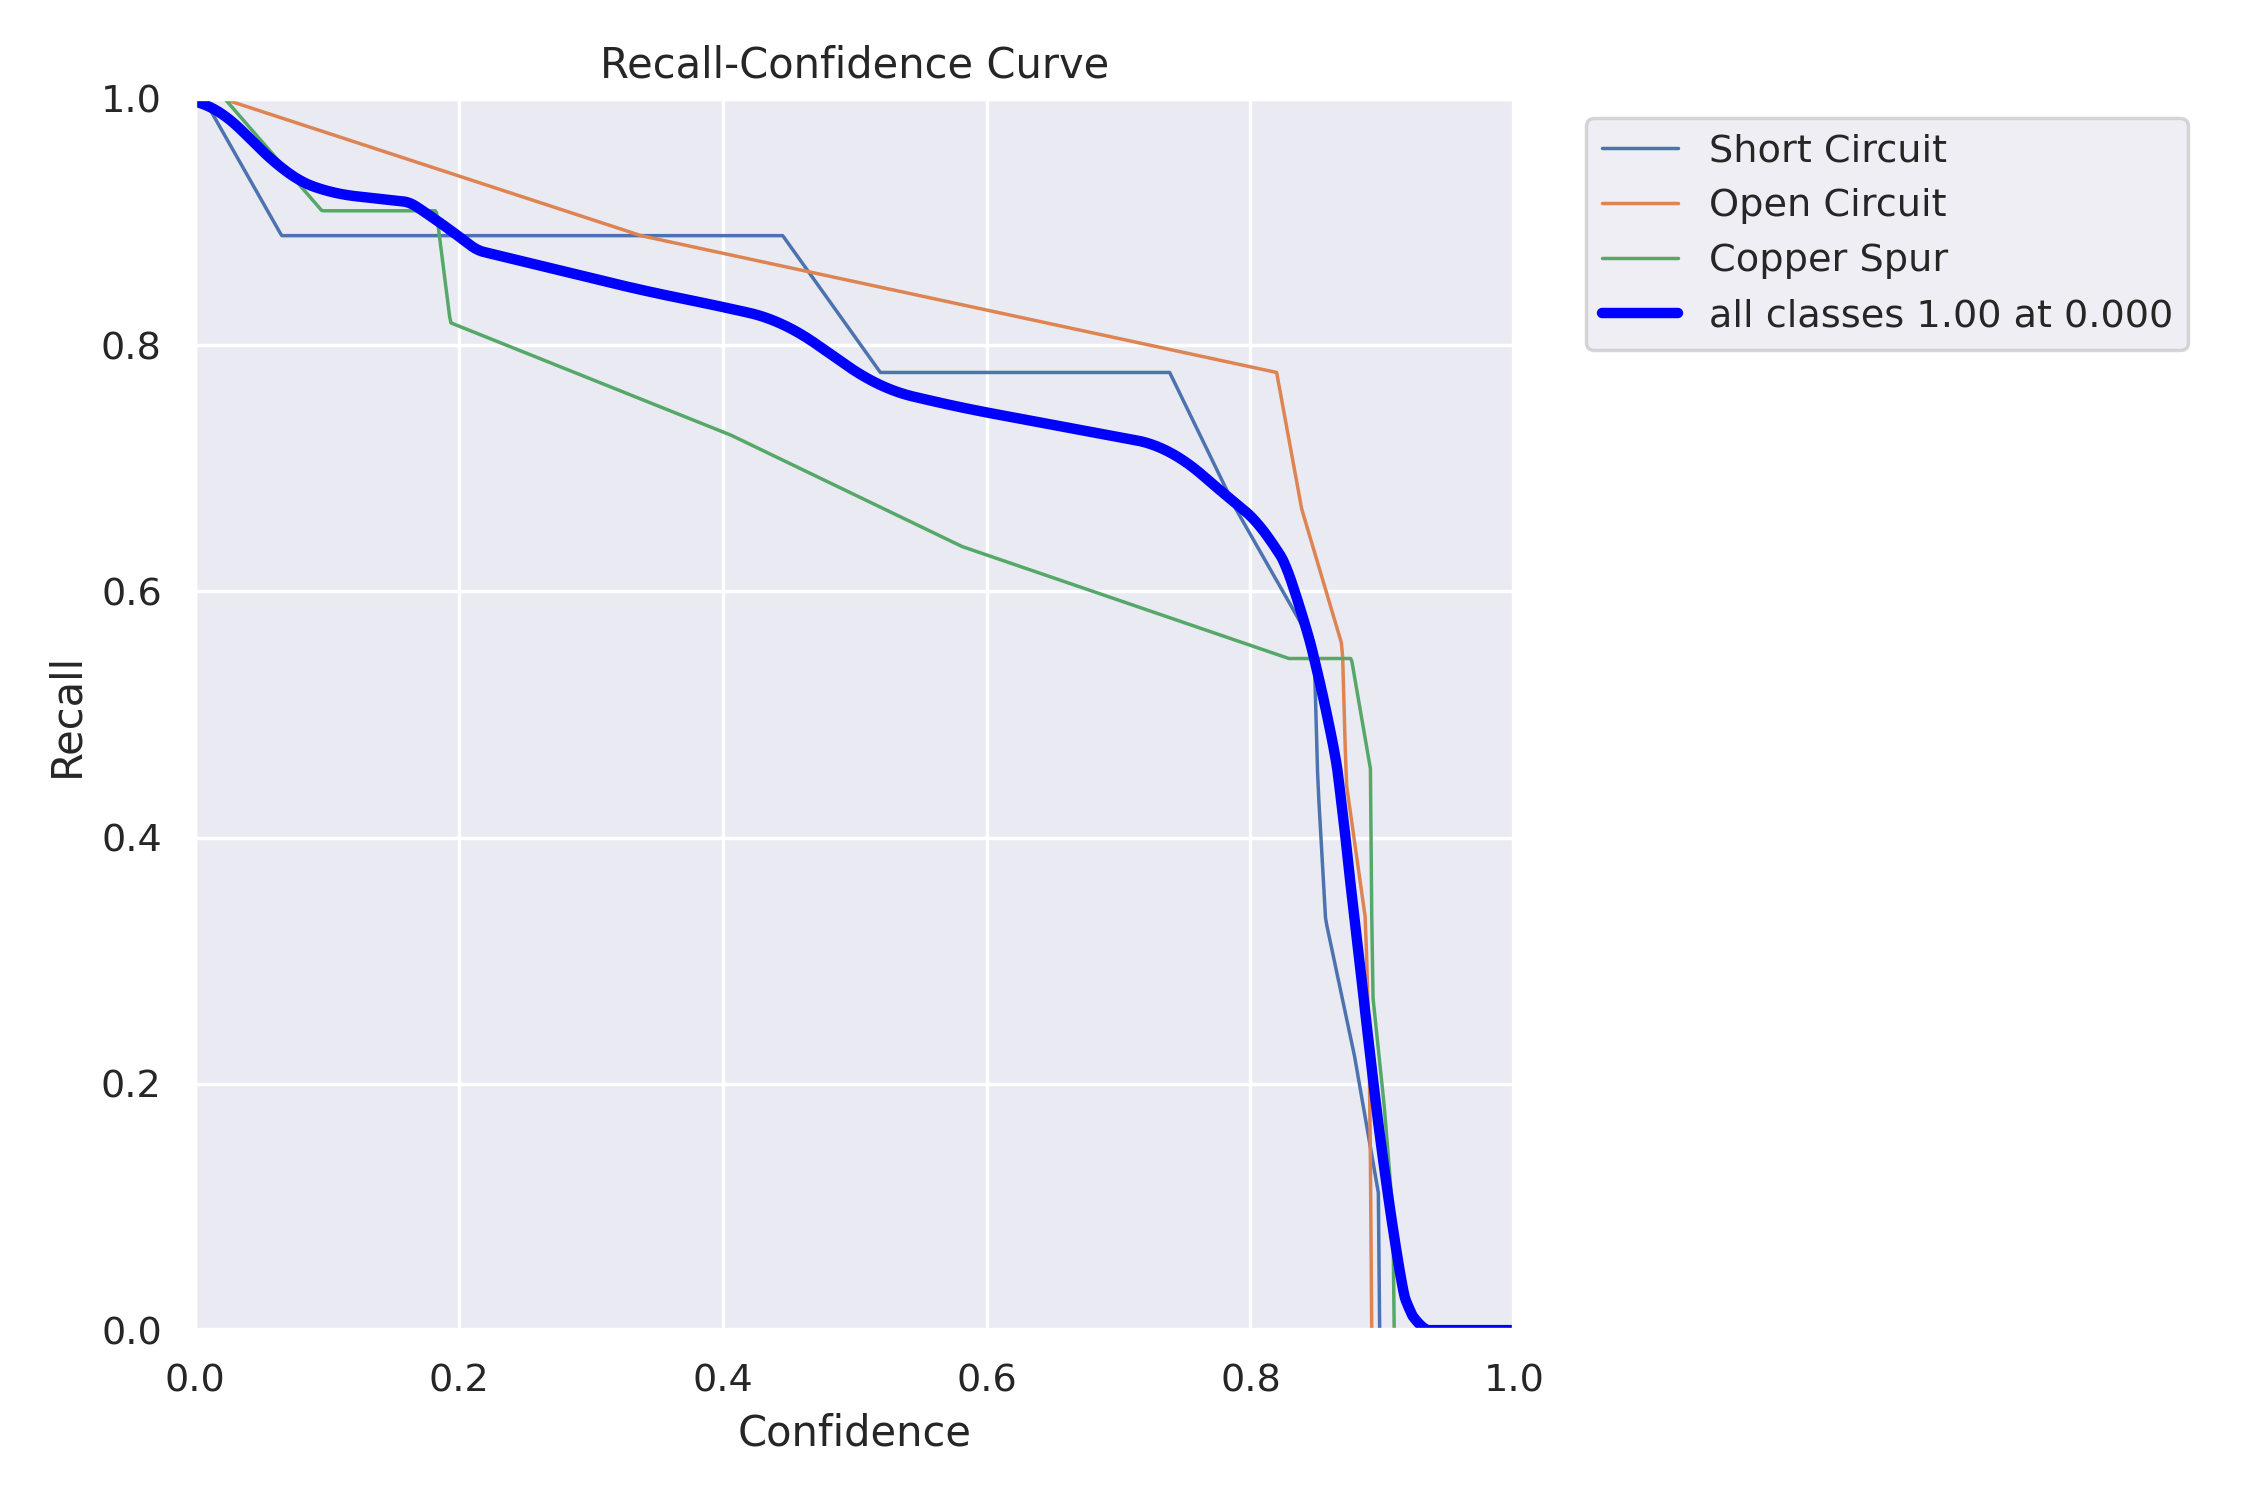 Recall-Confidence Curve
1.0
0.8
0.6
0.4
0.2
0.0
Recall
0.0 0.2 0.4 0.6 0.8 1.0
Confidence
Short Circuit
Open Circuit
Copper Spur
all classes 1.00 at 0.000